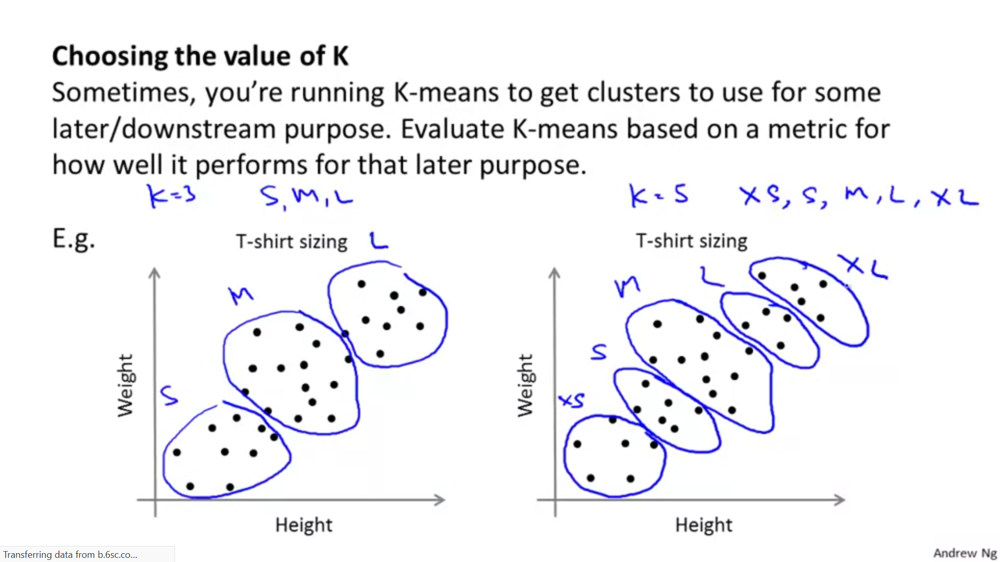 Choosing the value of K
Sometimes, you’re running K-means to get clusters to use for some
later/downstream purpose. Evaluate K-means based on a metric for
how well it performs for that later purpose.
K=3 S, M, L
K=5 XS, S, M, L, XL
E.g.
T-shirt sizing
L
M
S
Weight
Height
T-shirt sizing
XL
L
M
S
XS
Weight
Height
Transferring data from b.6sc.co...
Andrew Ng